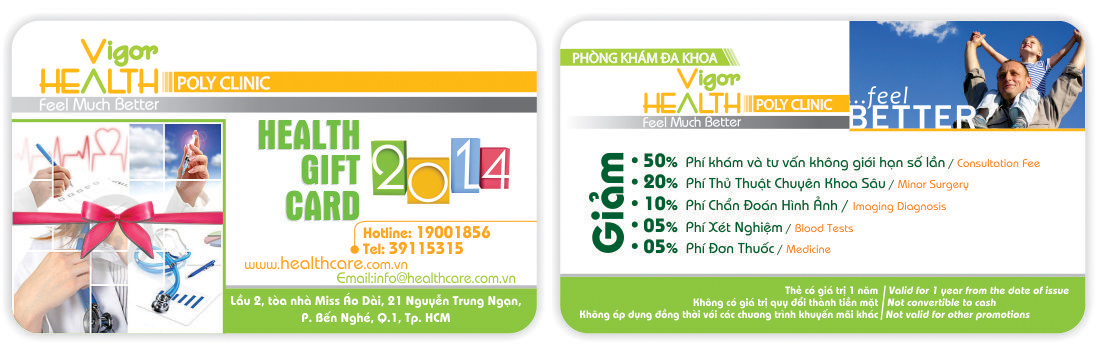 Vigor
HEALTH POLY CLINIC
Feel Much Better
HEALTH
GIFT
CARD
2014
Hotline: 19001856
Tel: 39115315
www.healthcare.com.vn
Email:info@healthcare.com.vn
Lầu 2, tòa nhà Miss Áo Dài, 21 Nguyễn Trung Ngạn,
P. Bến Nghé, Q.1, Tp. HCM
PHÒNG KHÁM ĐA KHOA
Vigor
HEALTH POLY CLINIC
Feel Much Better
...feel
BETTER
Giảm
• 50% Phí khám và tư vấn không giới hạn số lần / Consultation Fee
• 20% Phí Thủ Thuật Chuyên Khoa Sâu / Minor Surgery
• 10% Phí Chẩn Đoán Hình Ảnh / Imaging Diagnosis
• 05% Phí Xét Nghiệm / Blood Tests
• 05% Phí Đơn Thuốc / Medicine
Thẻ có giá trị 1 năm / Valid for 1 year from the date of issue
Không có giá trị quy đổi thành tiền mặt / Not convertible to cash
Không áp dụng đồng thời với các chương trình khuyến mãi khác / Not valid for other promotions